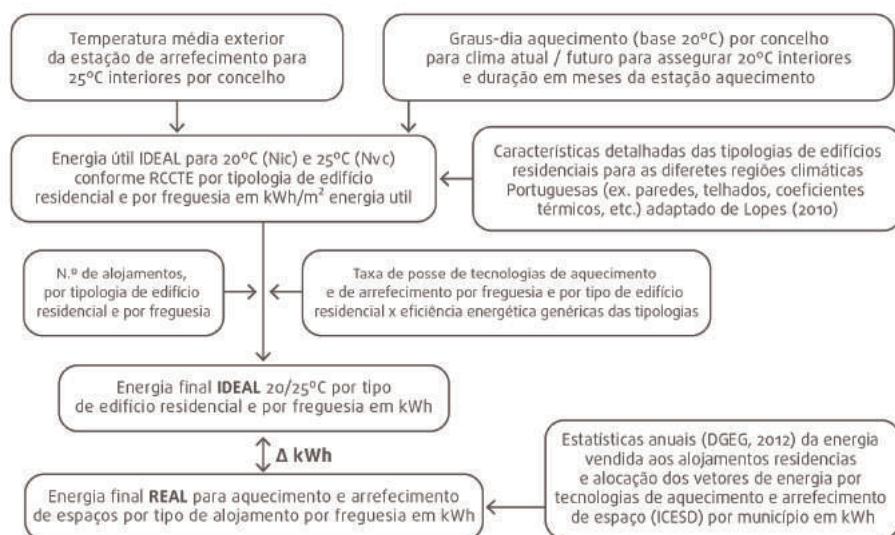 Temperatura média exterior
da estação de arrefecimento para
25ºC interiores por concelho
Graus-dia aquecimento (base 20ºC) por concelho
para clima atual / futuro para assegurar 20ºC interiores
e duração em meses da estação aquecimento
Energia útil IDEAL para 20ºC (Nic) e 25ºC (Nvc)
conforme RCCTE por tipologia de edifício
residencial e por freguesia em kWh/m² energia util
Características detalhadas das tipologias de edifícios
residenciais para as diferetes regiões climáticas
Portuguesas (ex. paredes, telhados, coeficientes
térmicos, etc.) adaptado de Lopes (2010)
N.º de alojamentos,
por tipologia de edifício
residencial e por freguesia
Taxa de posse de tecnologias de aquecimento
e de arrefecimento por freguesia e por tipo de edifício
residencial x eficiência energética genéricas das tipologias
Energia final IDEAL 20/25ºC por tipo
de edifício residencial e por freguesia em kWh
Δ kWh
Energia final REAL para aquecimento e arrefecimento
de espaços por tipo de alojamento por freguesia em kWh
Estatísticas anuais (DGEG, 2012) da energia
vendida aos alojamentos residencias
e alocação dos vetores de energia por
tecnologias de aquecimento e arrefecimento
de espaço (ICESD) por município em kWh